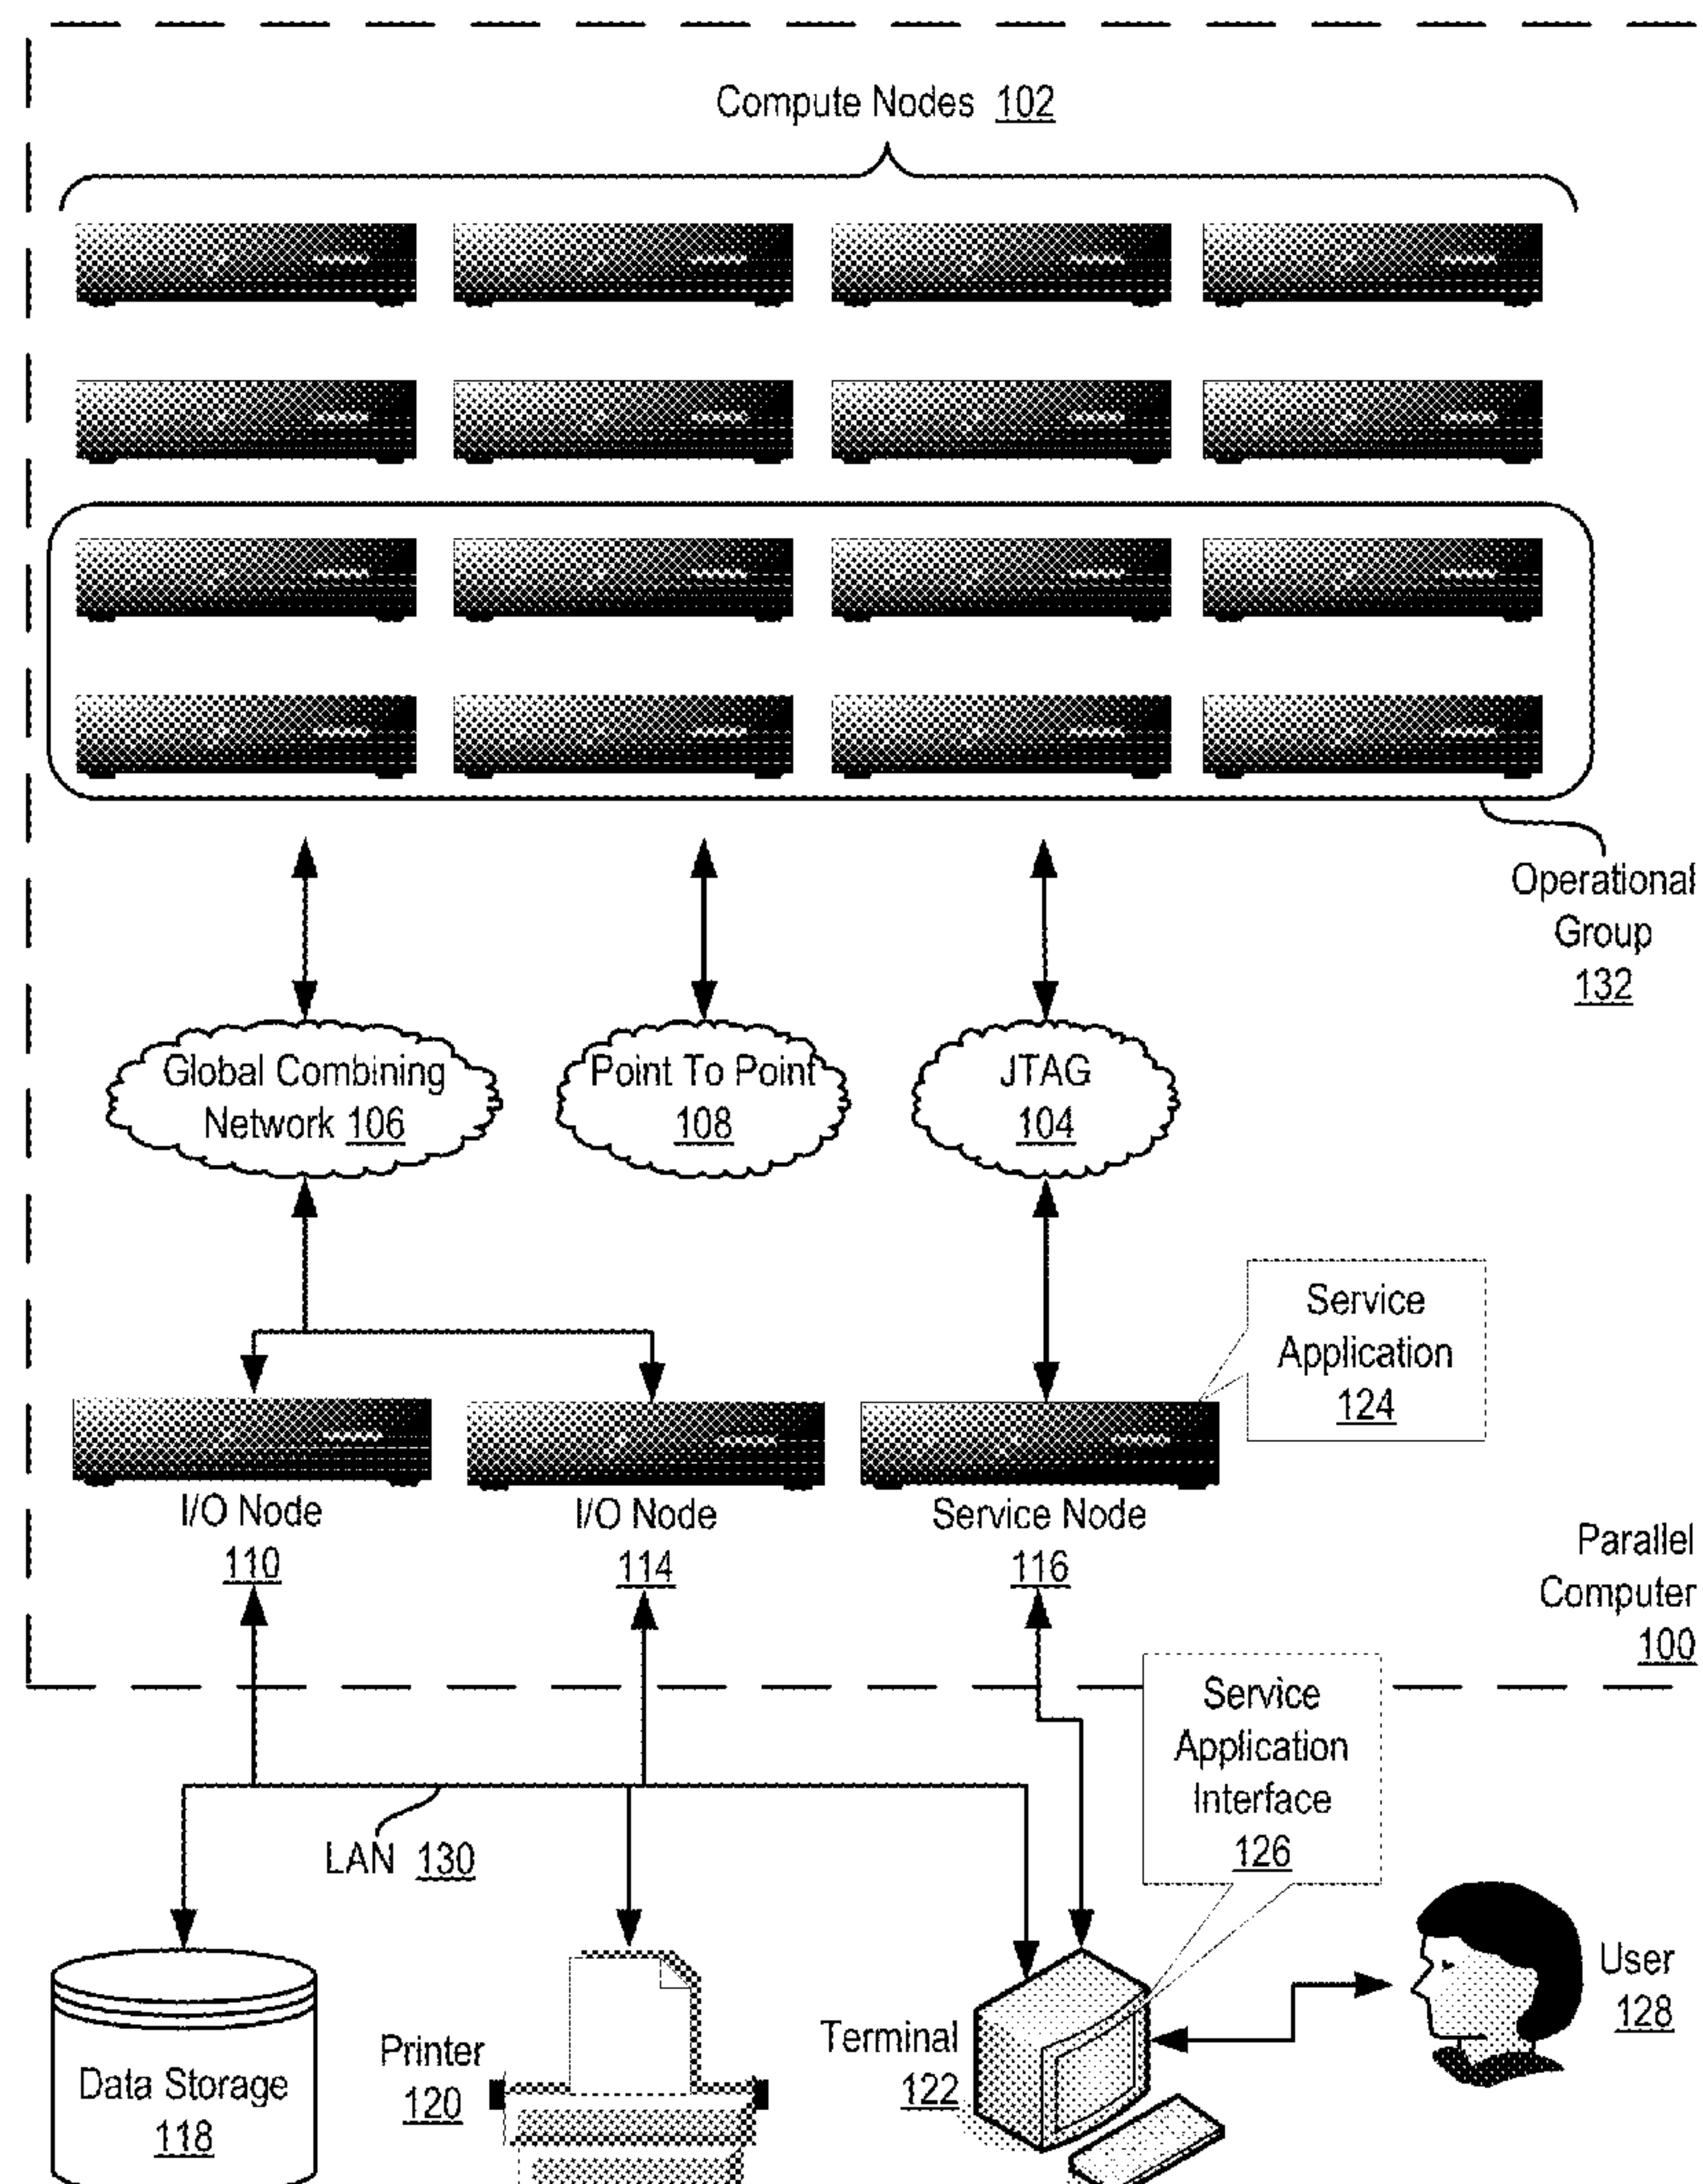 Compute Nodes 102
Operational
Group
132
Global Combining
Network 106
Point To Point
108
JTAG
104
Service
Application
124
I/O Node
110
I/O Node
114
Service Node
116
Parallel
Computer
100
Service
Application
Interface
126
LAN 130
Data Storage
118
Printer
120
Terminal
122
User
128